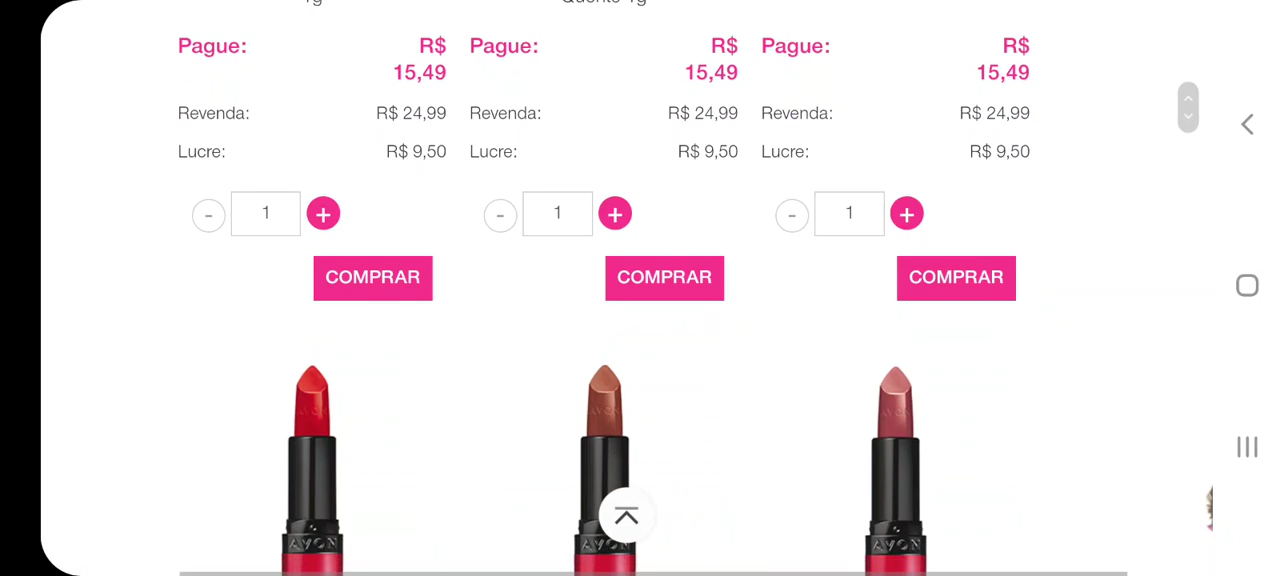 Pague: R$ Pague: R$ Pague: R$
15,49 15,49 15,49
Revenda: R$ 24,99 Revenda: R$ 24,99 Revenda: R$ 24,99
Lucre: R$ 9,50 Lucre: R$ 9,50 Lucre: R$ 9,50
- 1 + - 1 + - 1 +
COMPRAR COMPRAR COMPRAR
AVON AVON AVON